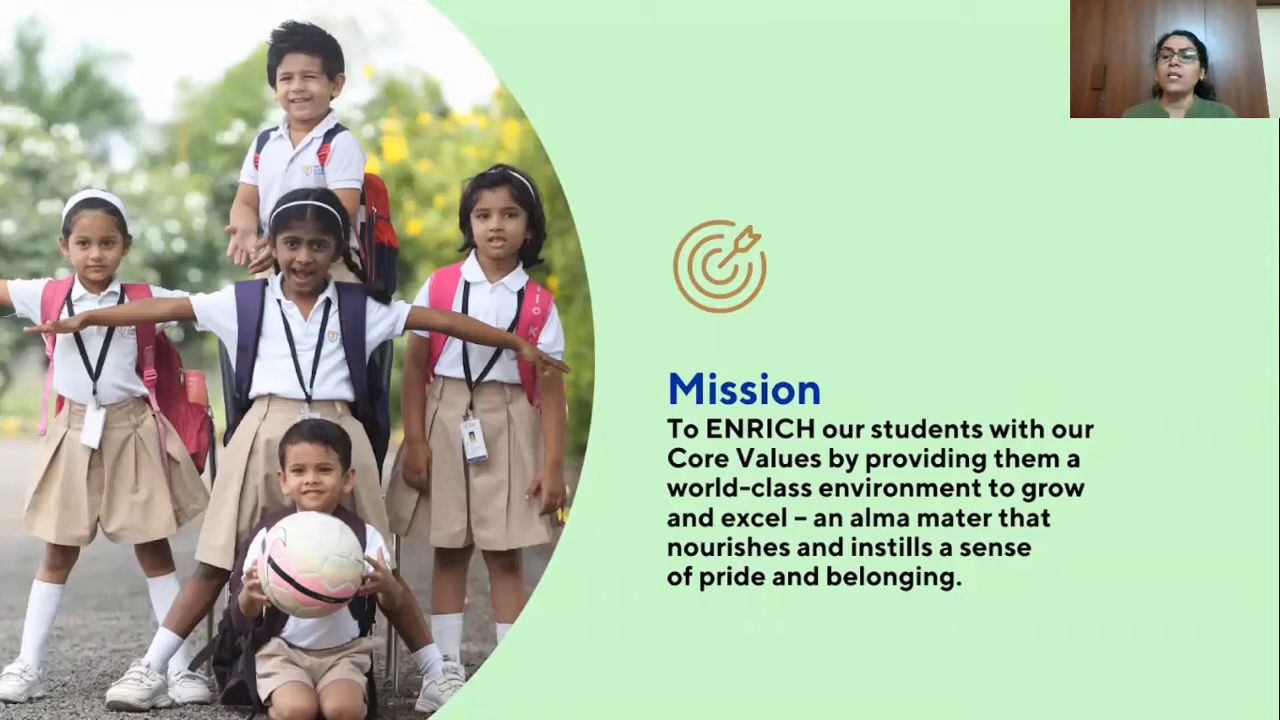 Mission
To ENRICH our students with our
Core Values by providing them a
world-class environment to grow
and excel – an alma mater that
nourishes and instills a sense
of pride and belonging.